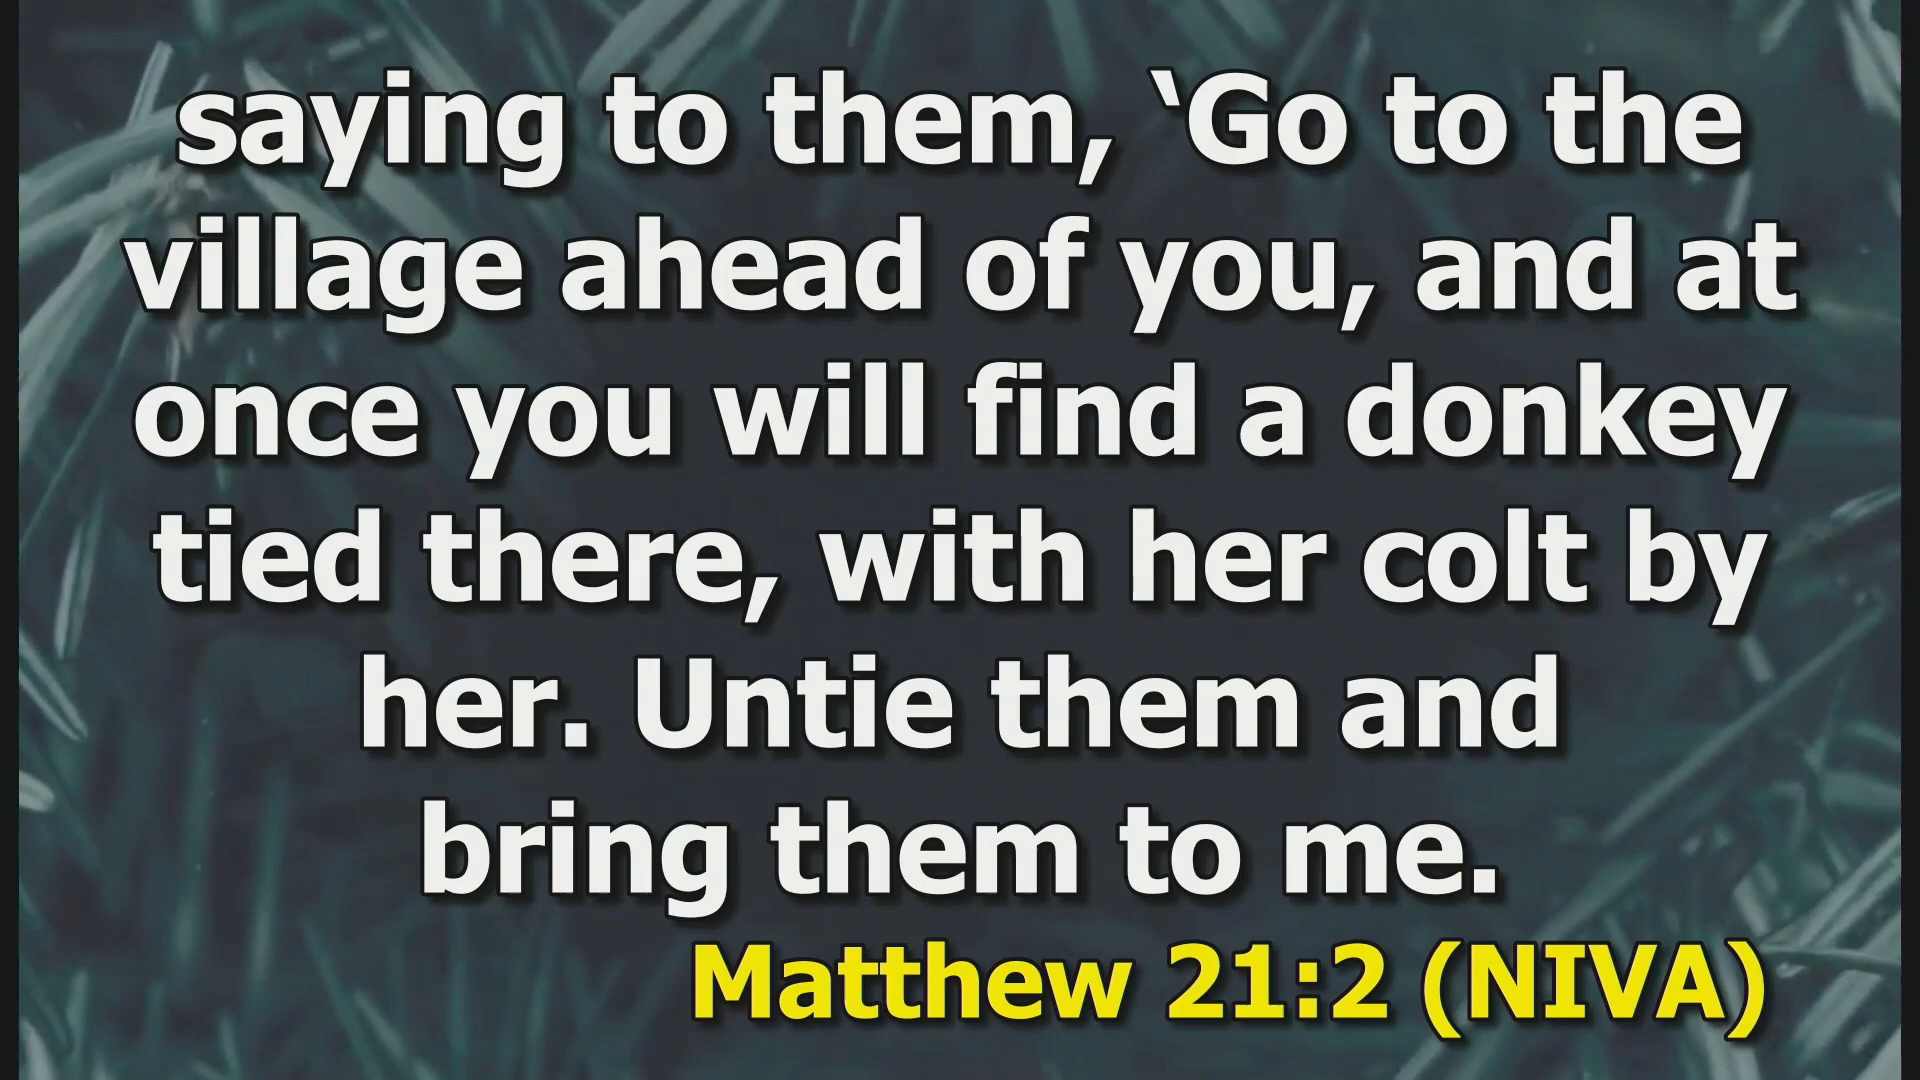 saying to them, ‘Go to the
village ahead of you, and at
once you will find a donkey
tied there, with her colt by
her. Untie them and
bring them to me.
Matthew 21:2 (NIVA)